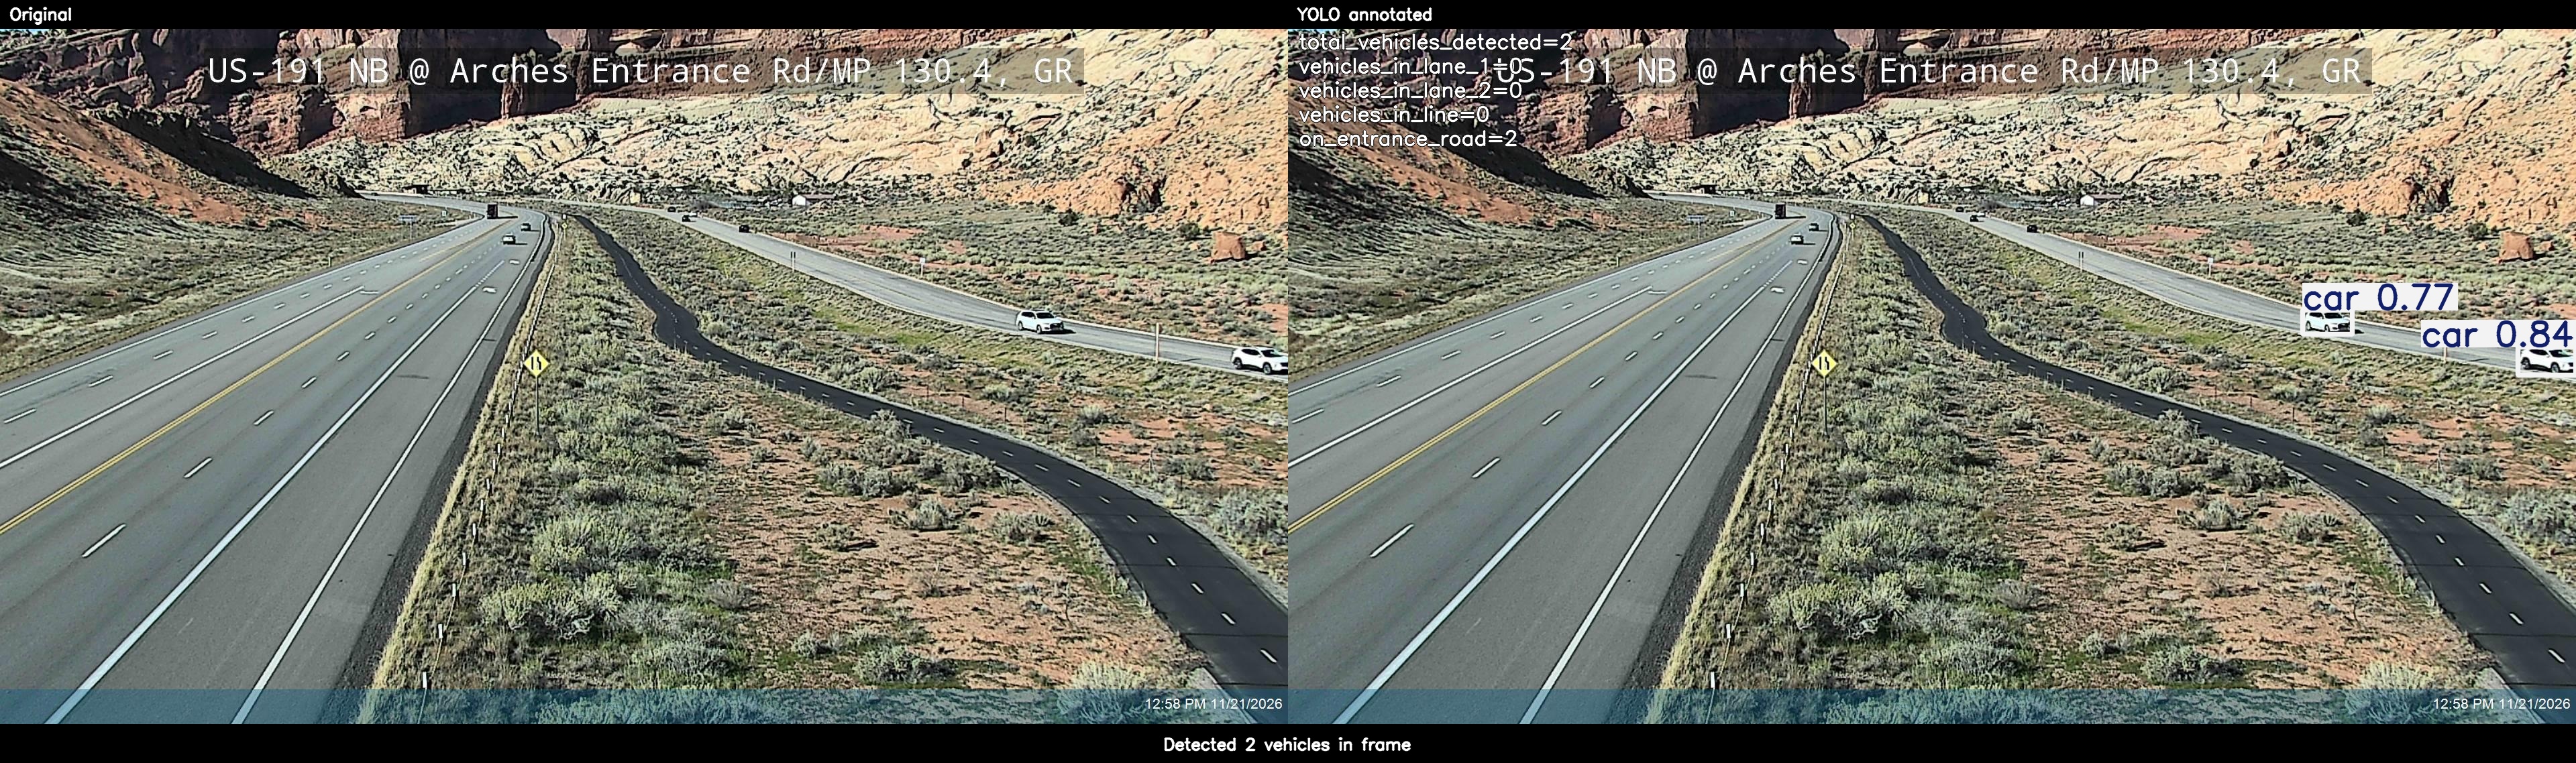 Original
US-191 NB @ Arches Entrance Rd/MP 130.4, GR
12:58 PM 11/21/2026
YOLO annotated
total_vehicles_detected=2
vehicles_in_lane_1=0
US-191 NB @ Arches Entrance Rd/MP 130.4, GR
vehicles_in_lane_2=0
vehicles_in_line=0
on_entrance_road=2
car 0.77
car 0.84
12:58 PM 11/21/2026
Detected 2 vehicles in frame